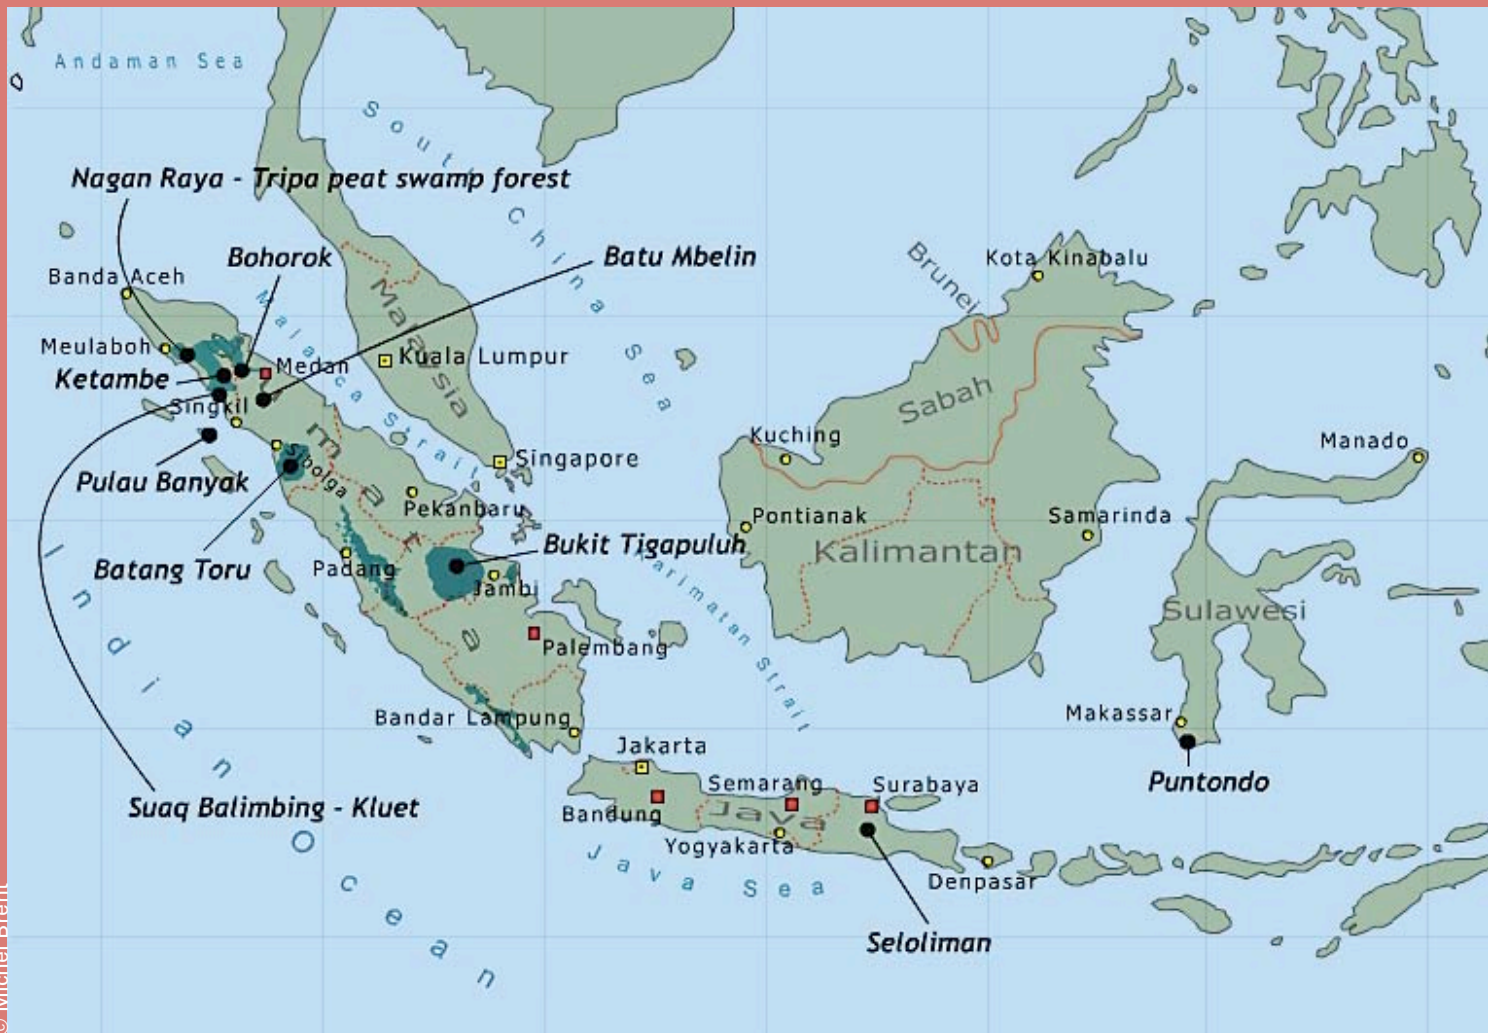 Andaman Sea
South China Sea
Nagan Raya - Tripa peat swamp forest
Bohorok
Batu Mbelin
Banda Aceh
Malaysia
Malacca Strait
Brunei
Kota Kinabalu
Meulaboh
Ketambe
Medan
Kuala Lumpur
Sabah
Singkil
Kuching
Manado
Singapore
Pulau Banyak
Sibolga
Pekanbaru
Pontianak
Samarinda
Bukit Tigapuluh
Kalimantan
Batang Toru
Padang
Jambi
Karimatan Strait
Sulawesi
m a t
a
Palembang
Bandar Lampung
Makassar
Jakarta
Puntondo
Semarang
Surabaya
Suaq Balimbing - Kluet
Bandung
Java
Yogyakarta
Java Sea
Denpasar
Indian Ocean
Seloliman
© Michel Brent